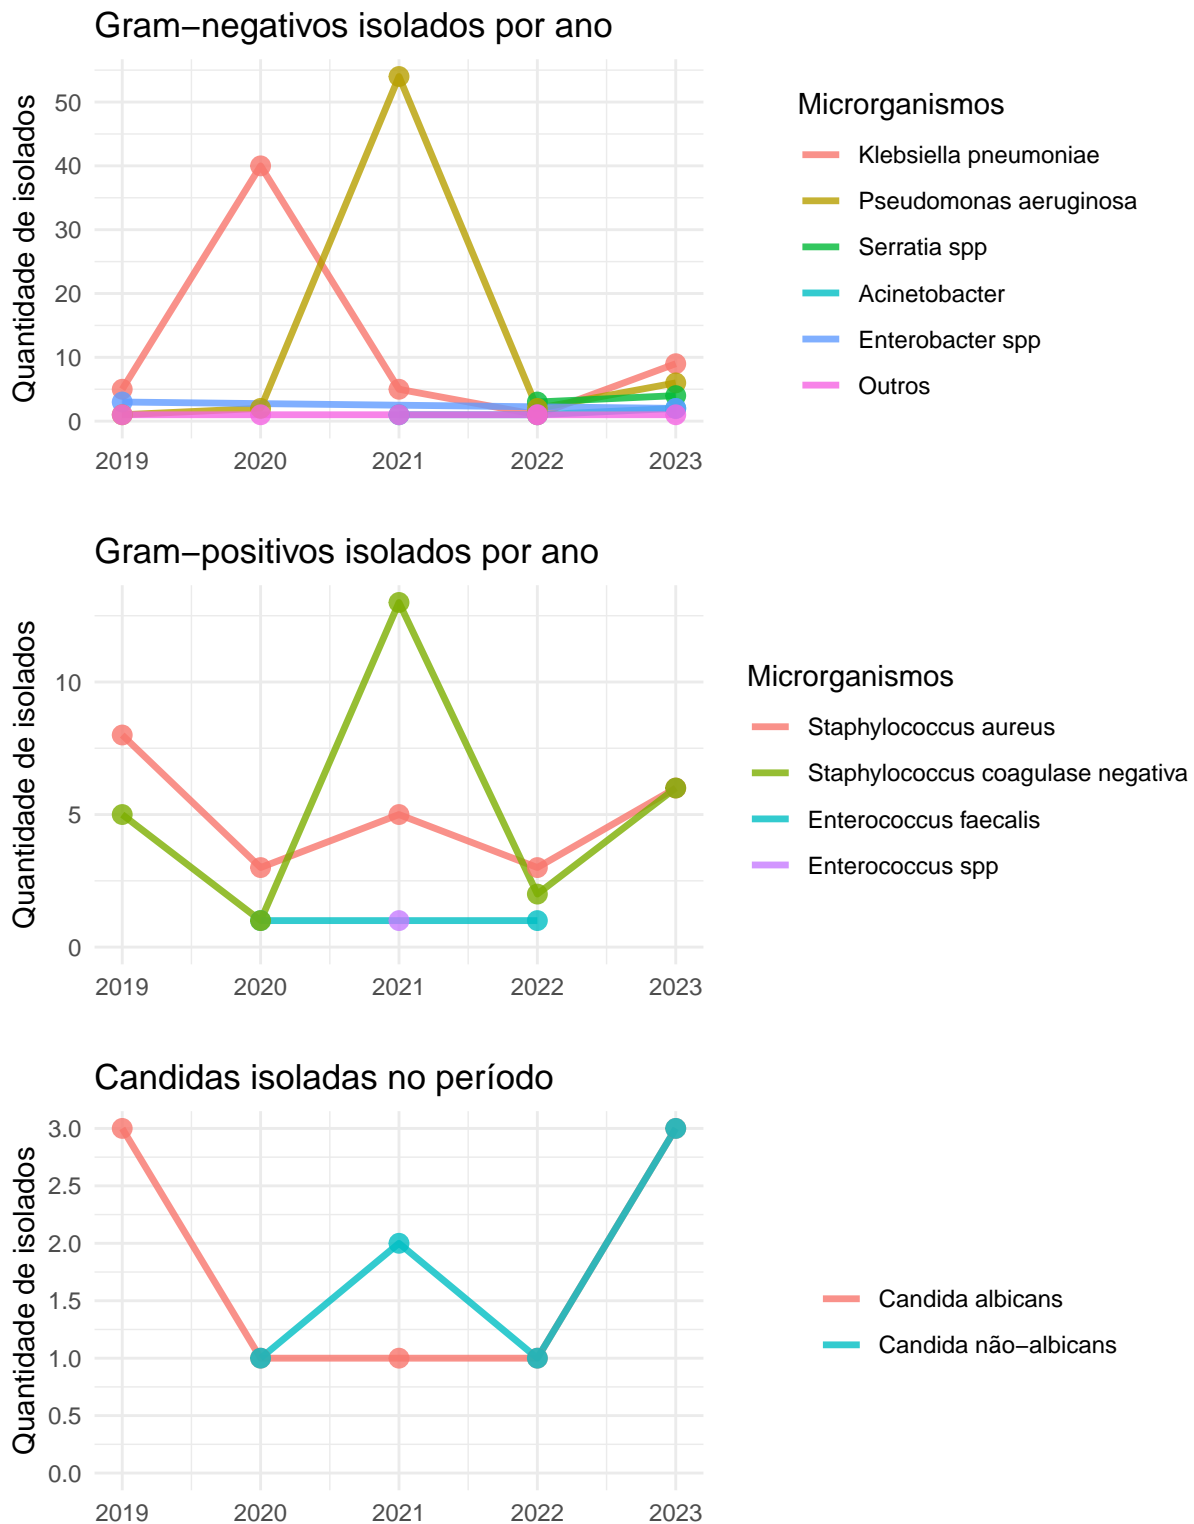 Gram−negativos isolados por ano
Quantidade de isolados
50
40
30
20
10
0
2019 2020 2021 2022 2023
Microrganismos
Klebsiella pneumoniae
Pseudomonas aeruginosa
Serratia spp
Acinetobacter
Enterobacter spp
Outros
Gram−positivos isolados por ano
Quantidade de isolados
10
5
0
2019 2020 2021 2022 2023
Microrganismos
Staphylococcus aureus
Staphylococcus coagulase negativa
Enterococcus faecalis
Enterococcus spp
Candidas isoladas no período
Quantidade de isolados
3.0
2.5
2.0
1.5
1.0
0.5
0.0
2019 2020 2021 2022 2023
Candida albicans
Candida não−albicans